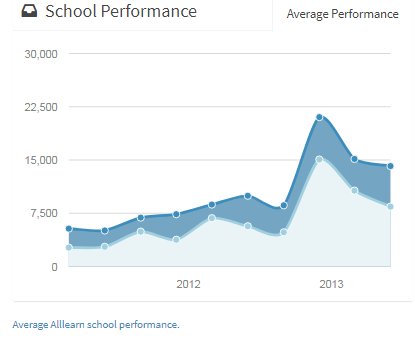 School Performance
Average Performance
30,000
22,500
15,000
7,500
0
2012
2013
Average Alllearn school performance.